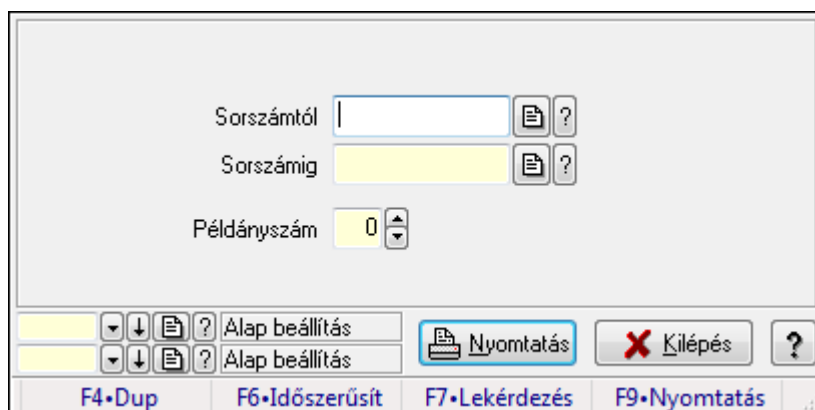 Sorszámtól ?
Sorszámig ?
Példányszám 0
? Alap beállítás
? Alap beállítás
Nyomtatás Kilépés ?
F4•Dup F6•Időszerűsít F7•Lekérdezés F9•Nyomtatás